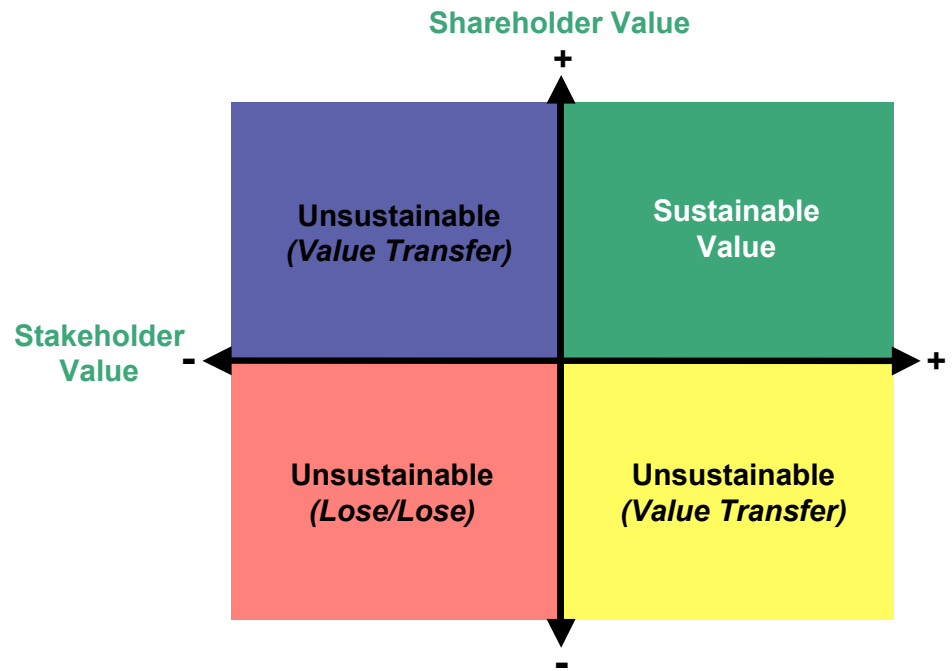 Shareholder Value
+
Unsustainable
(Value Transfer)
Sustainable
Value
Stakeholder
Value
-
+
Unsustainable
(Lose/Lose)
Unsustainable
(Value Transfer)
-